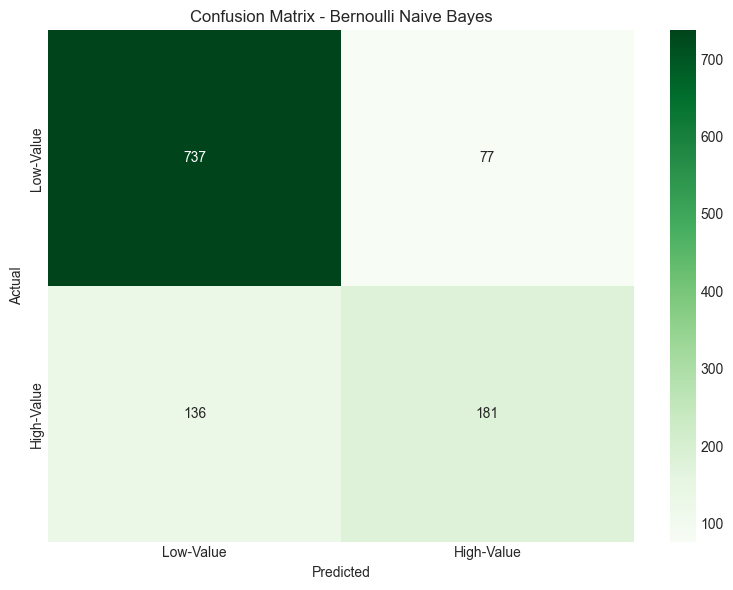 Confusion Matrix - Bernoulli Naive Bayes
Low-Value
737
77
700
600
500
400
300
200
100
Actual
High-Value
136
181
Low-Value
High-Value
Predicted